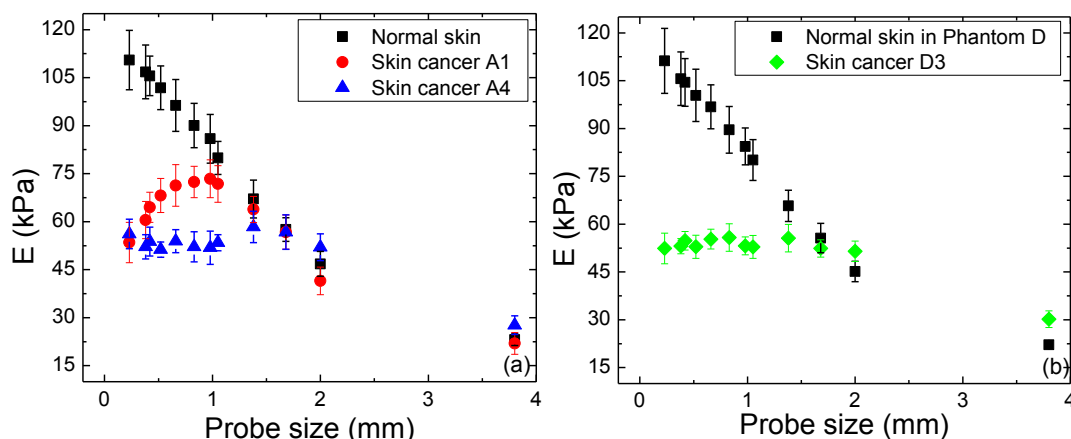 120
105
90
75
60
45
30
15
E (kPa)
Normal skin
Skin cancer A1
Skin cancer A4
(a)
0 1 2 3 4
Probe size (mm)
120
105
90
75
60
45
30
15
E (kPa)
Normal skin in Phantom D
Skin cancer D3
(b)
0 1 2 3 4
Probe size (mm)